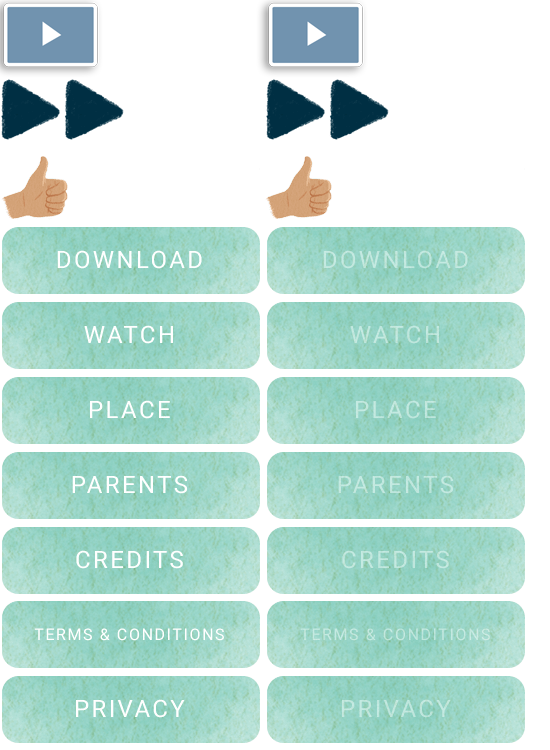 DOWNLOAD DOWNLOAD
WATCH WATCH
PLACE PLACE
PARENTS PARENTS
CREDITS CREDITS
TERMS & CONDITIONS TERMS & CONDITIONS
PRIVACY PRIVACY